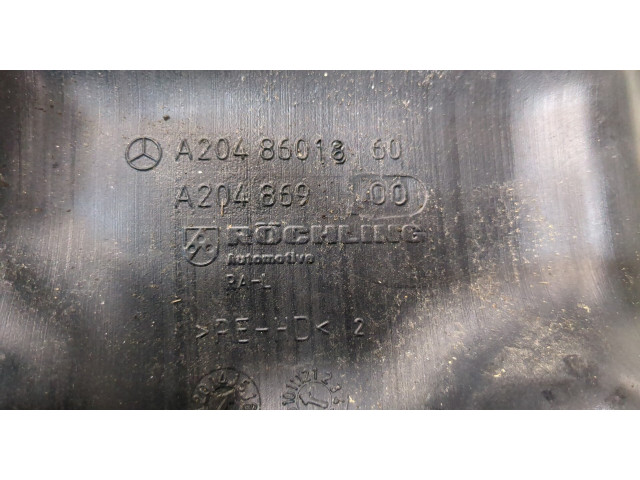 A204 86018 60
A204 869 00
RÖCHLING
Automotive
RA-L
>PE-HD< 2